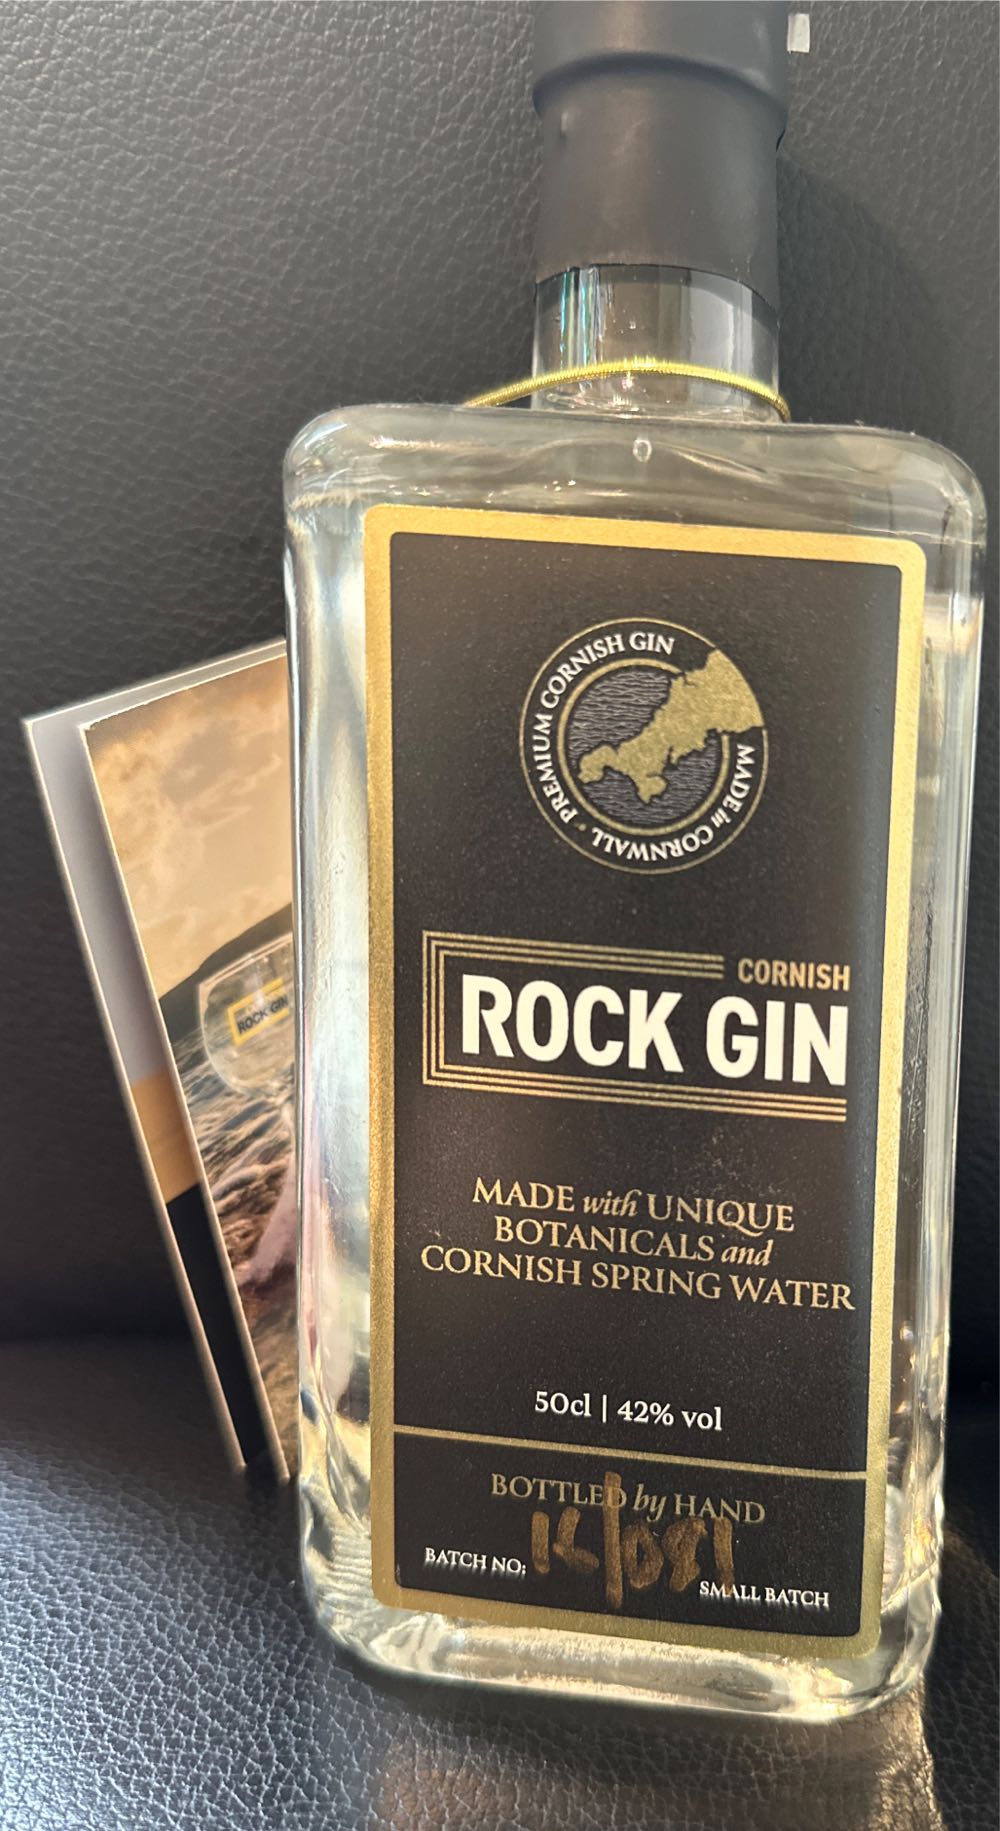 PREMIUM CORNISH GIN
MADE in CORNWALL
CORNISH
ROCK GIN
MADE with UNIQUE
BOTANICALS and
CORNISH SPRING WATER
50cl | 42% vol
BOTTLED by HAND
BATCH NO:
SMALL BATCH
ROCK GIN